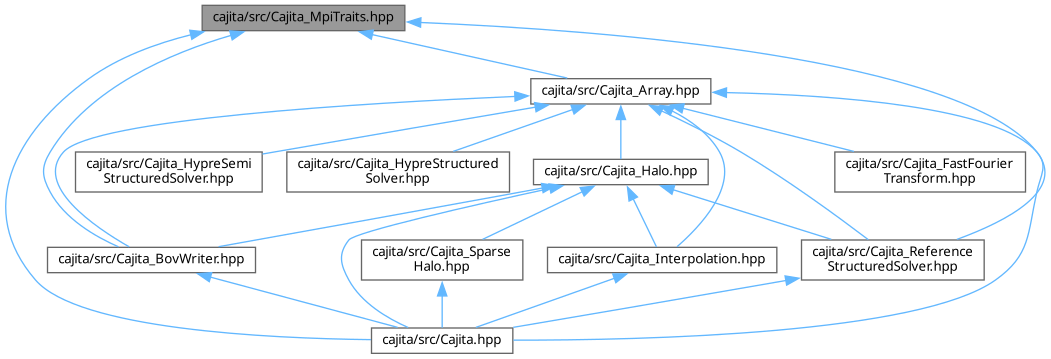 cajita/src/Cajita_MpiTraits.hpp
cajita/src/Cajita_Array.hpp
cajita/src/Cajita_HypreSemi
StructuredSolver.hpp
cajita/src/Cajita_HypreStructured
Solver.hpp
cajita/src/Cajita_Halo.hpp
cajita/src/Cajita_FastFourier
Transform.hpp
cajita/src/Cajita_BovWriter.hpp
cajita/src/Cajita_Sparse
Halo.hpp
cajita/src/Cajita_Interpolation.hpp
cajita/src/Cajita_Reference
StructuredSolver.hpp
cajita/src/Cajita.hpp